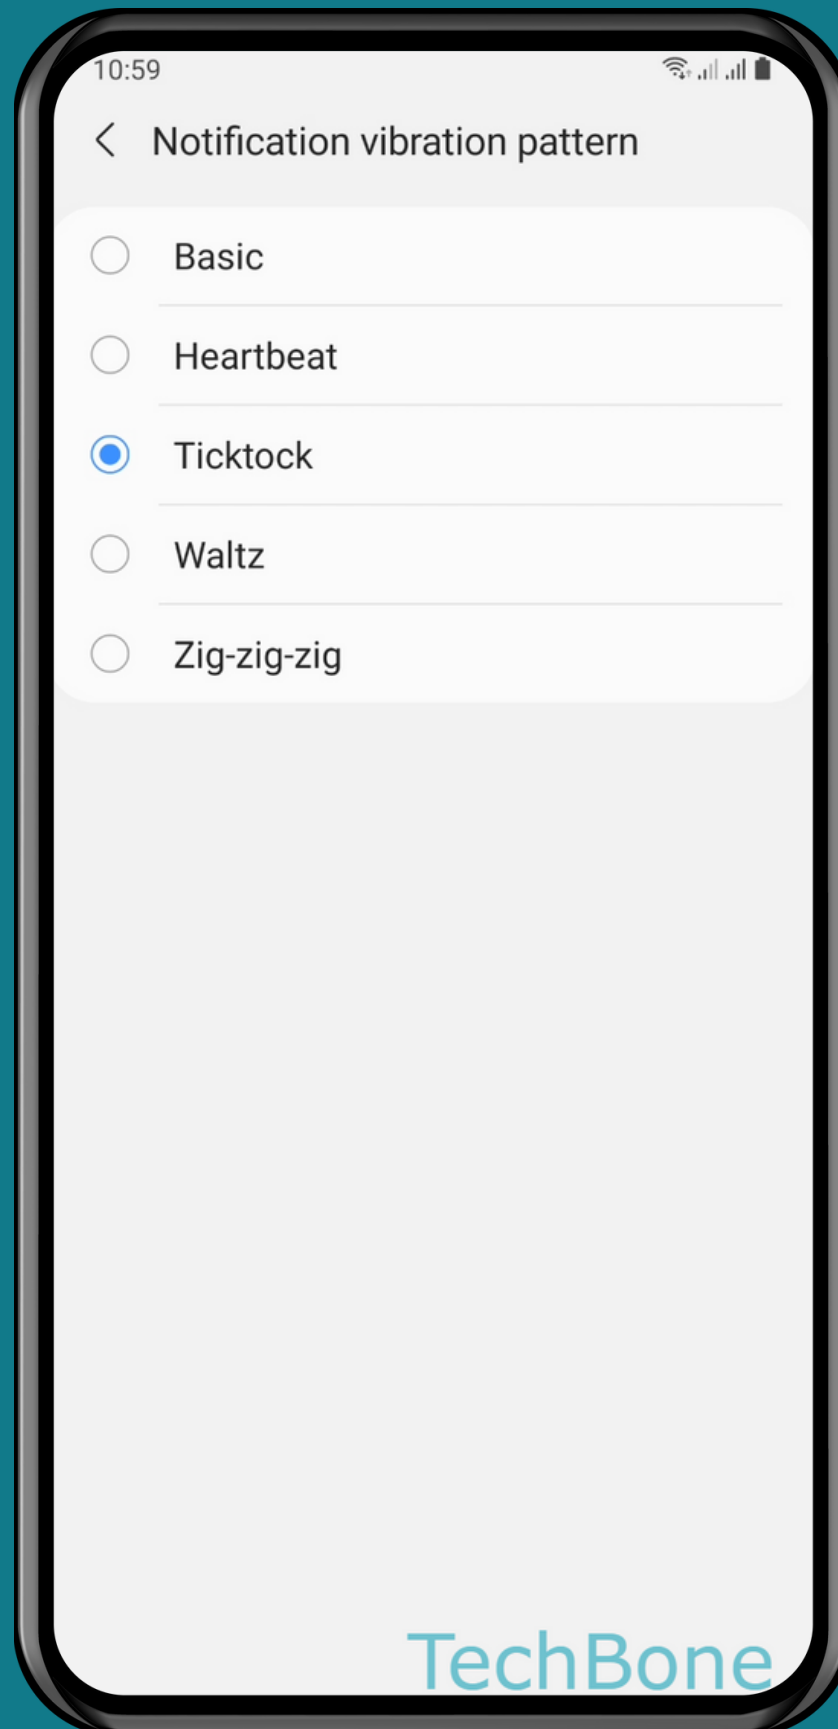 10:59
Notification vibration pattern
Basic
Heartbeat
Ticktock
Waltz
Zig-zig-zig
TechBone